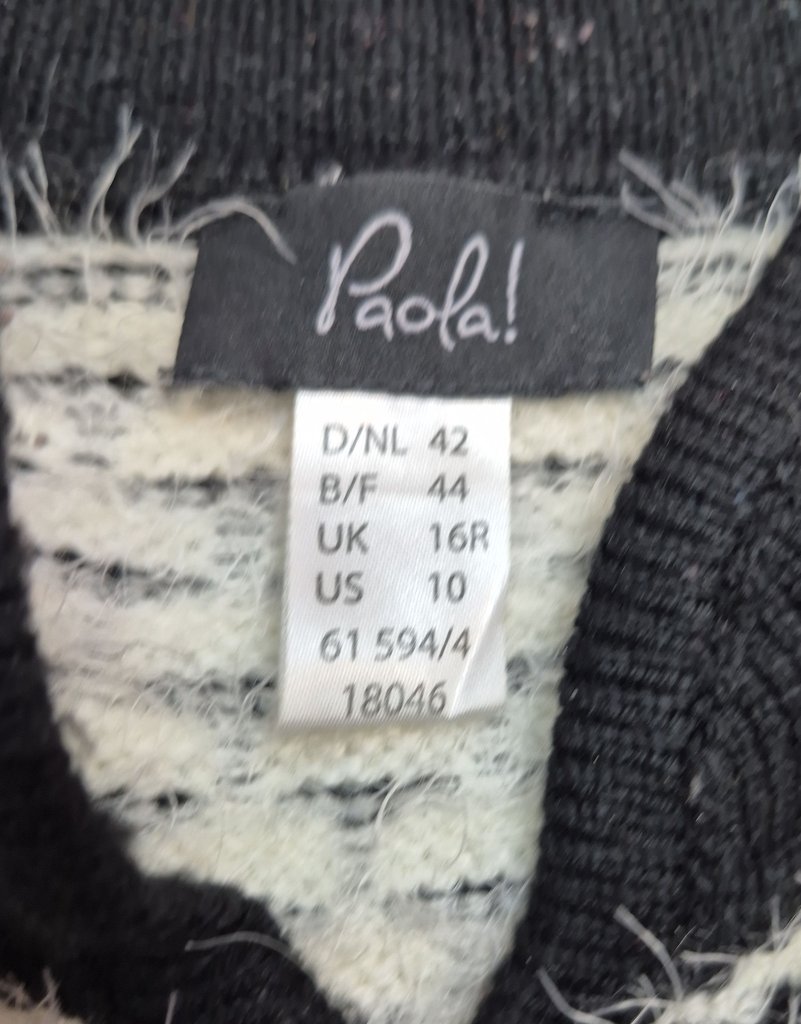 Paola!
D/NL 42
B/F 44
UK 16R
US 10
61 594/4
18046